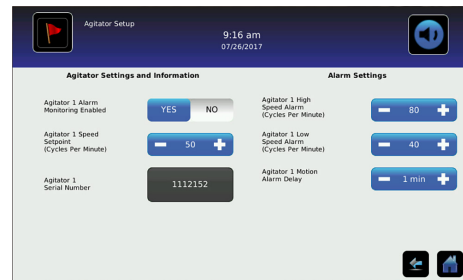 Agitator Setup
9:16 am
07/26/2017
Agitator Settings and Information
Agitator 1 Alarm
Monitoring Enabled
YES NO
Agitator 1 Speed
Setpoint
(Cycles Per Minute)
50
Agitator 1
Serial Number
1112152
Alarm Settings
Agitator 1 High
Speed Alarm
(Cycles Per Minute)
80
Agitator 1 Low
Speed Alarm
(Cycles Per Minute)
40
Agitator 1 Motion
Alarm Delay
1 min